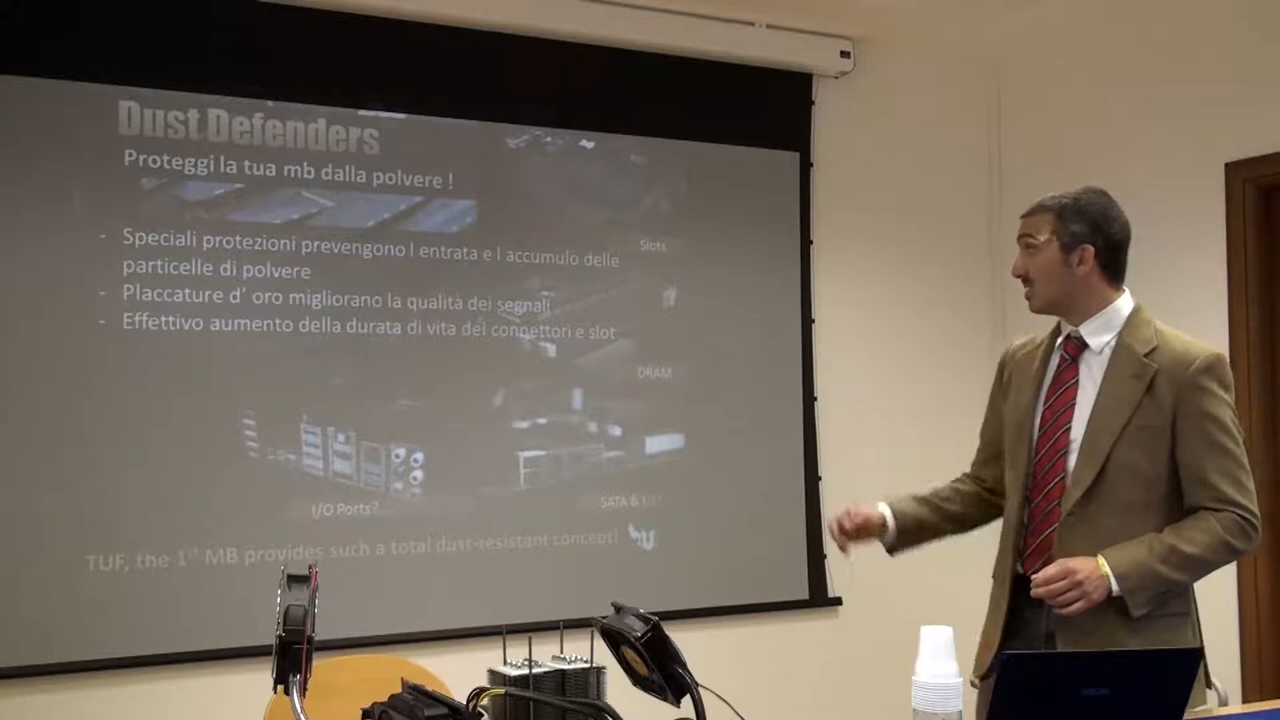 Dust Defenders
Proteggi la tua mb dalla polvere !
- Speciali protezioni prevengono l entrata e l accumulo delle
particelle di polvere
- Placcature d' oro migliorano la qualità dei segnali
- Effettivo aumento della durata di vita dei connettori e slot
Slots
DRAM
I/O Ports?
SATA &
TUF, the 1st MB provides such a total dust-resistant concept!